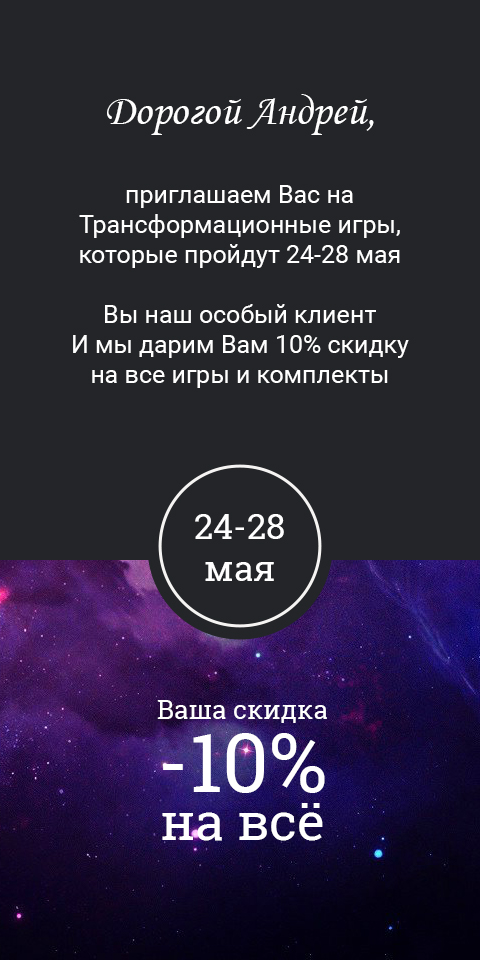 Дорогой Андрей,
приглашаем Вас на
Трансформационные игры,
которые пройдут 24-28 мая
Вы наш особый клиент
И мы дарим Вам 10% скидку
на все игры и комплекты
24-28
мая
Ваша скидка
-10%
на всё